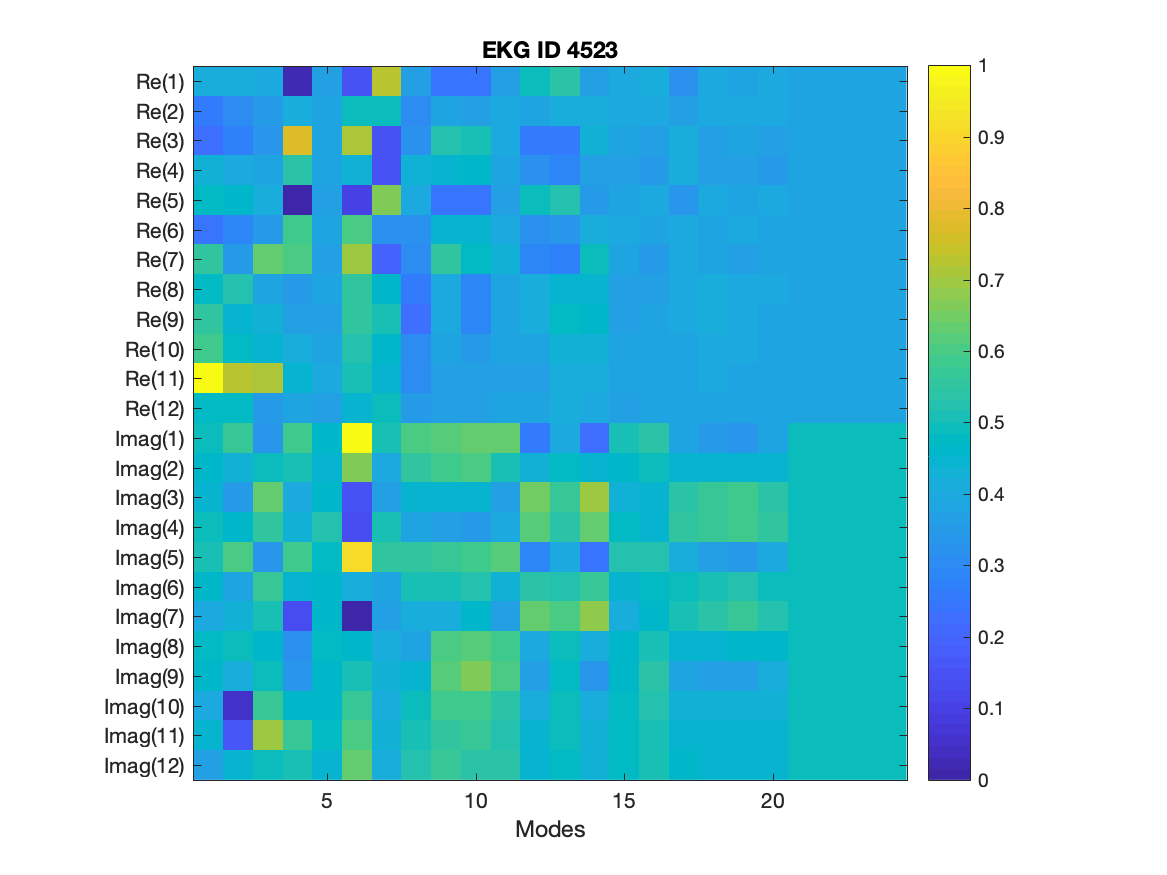 EKG ID 4523
Re(1)
Re(2)
Re(3)
Re(4)
Re(5)
Re(6)
Re(7)
Re(8)
Re(9)
Re(10)
Re(11)
Re(12)
Imag(1)
Imag(2)
Imag(3)
Imag(4)
Imag(5)
Imag(6)
Imag(7)
Imag(8)
Imag(9)
Imag(10)
Imag(11)
Imag(12)
5 10 15 20
Modes
1
0.9
0.8
0.7
0.6
0.5
0.4
0.3
0.2
0.1
0